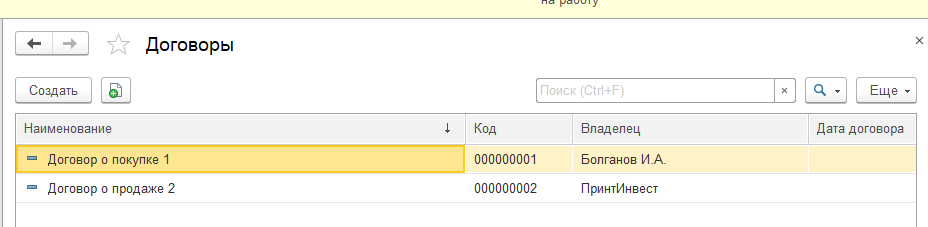 на работу
Договоры
Создать
Поиск (Ctrl+F)
Еще
Наименование ↓ Код Владелец Дата договора
Договор о покупке 1 000000001 Болганов И.А.
Договор о продаже 2 000000002 ПринтИнвест